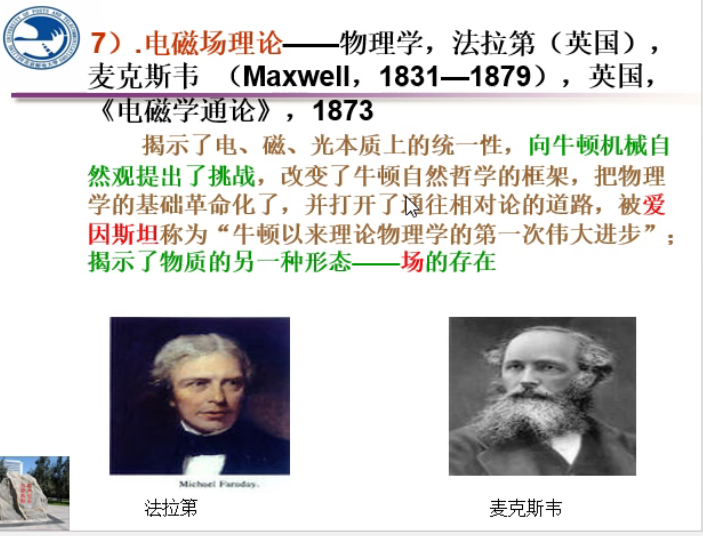 7）.电磁场理论——物理学，法拉第（英国），
麦克斯韦 （Maxwell，1831—1879），英国，
《电磁学通论》，1873
揭示了电、磁、光本质上的统一性，向牛顿机械自
然观提出了挑战，改变了牛顿自然哲学的框架，把物理
学的基础革命化了，并打开了通往相对论的道路，被爱
因斯坦称为“牛顿以来理论物理学的第一次伟大进步”；
揭示了物质的另一种形态——场的存在
Michael Faraday.
法拉第
麦克斯韦